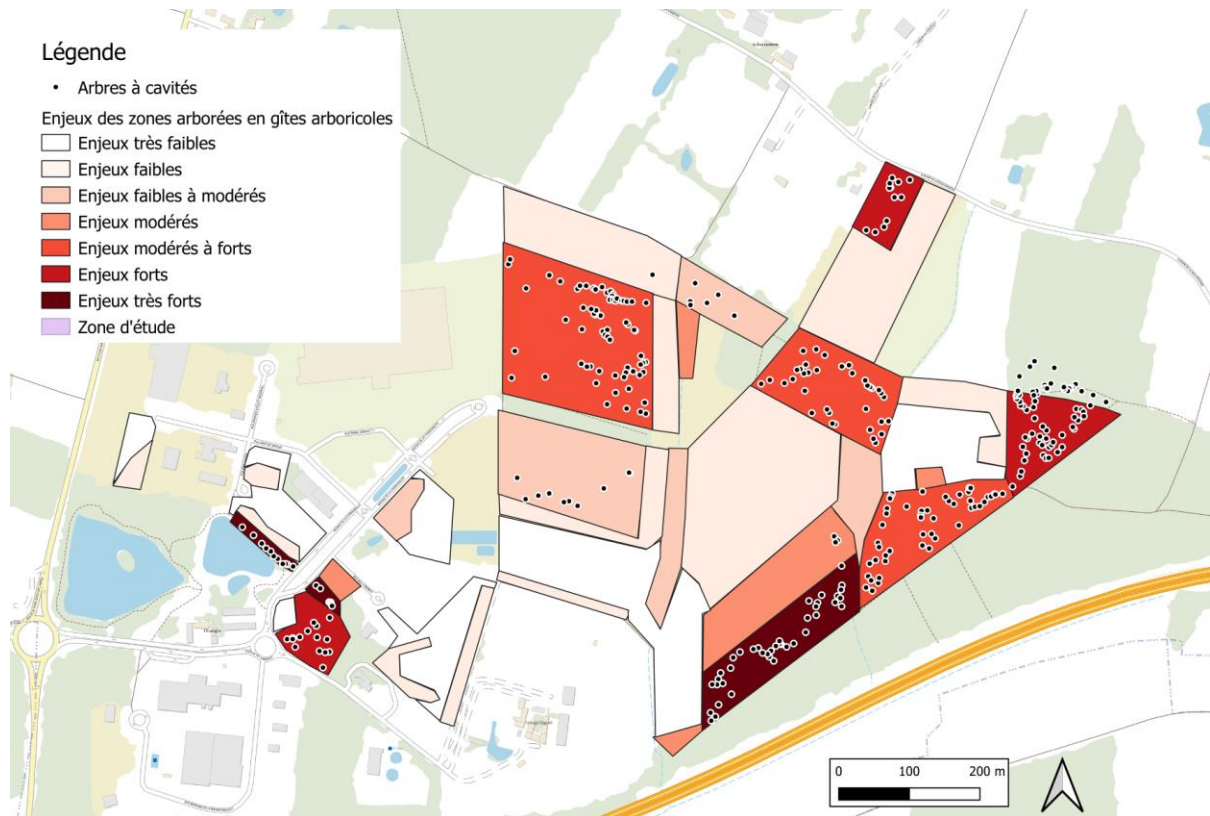 Légende
Arbres à cavités
Enjeux des zones arborées en gîtes arboricoles
Enjeux très faibles
Enjeux faibles
Enjeux faibles à modérés
Enjeux modérés
Enjeux modérés à forts
Enjeux forts
Enjeux très forts
Zone d'étude
0 100 200 m